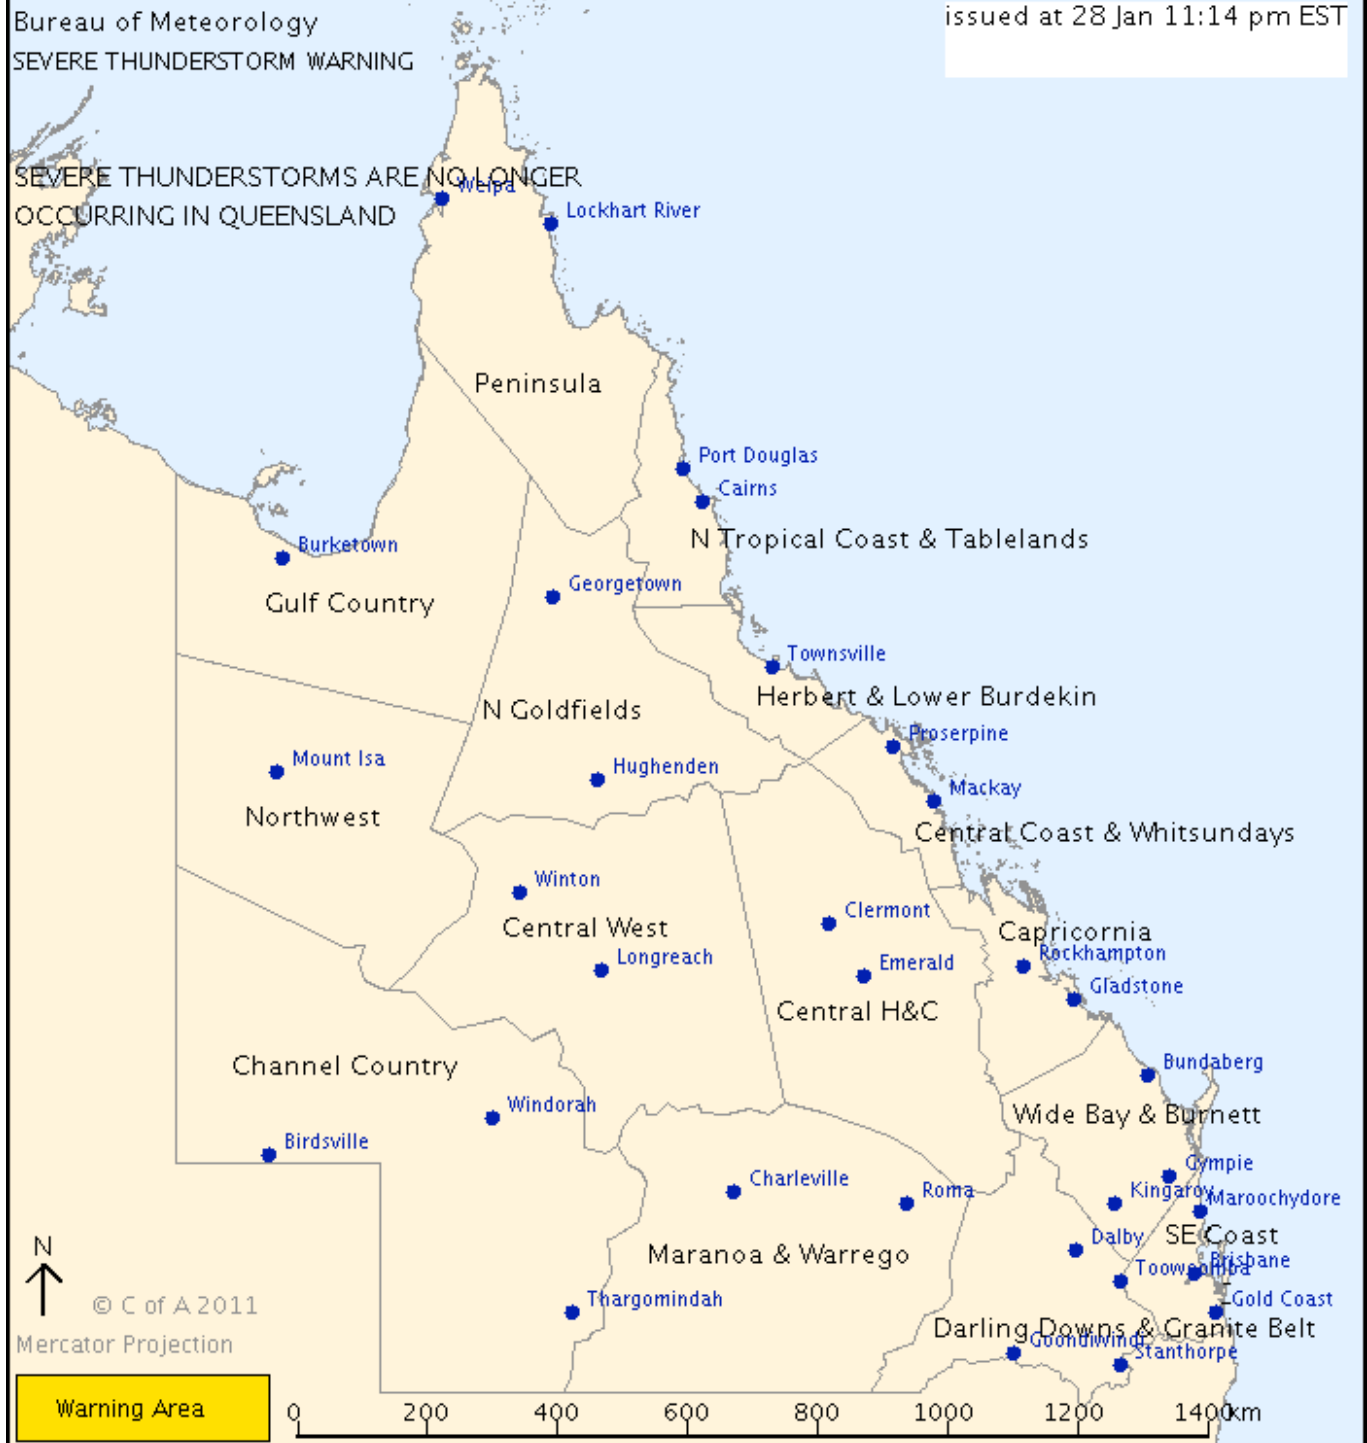 Bureau of Meteorology
issued at 28 Jan 11:14 pm EST
SEVERE THUNDERSTORM WARNING
SEVERE THUNDERSTORMS ARE NO LONGER
OCCURRING IN QUEENSLAND
Weipa
Lockhart River
Peninsula
Port Douglas
Cairns
N Tropical Coast & Tablelands
Burketown
Georgetown
Gulf Country
Townsville
Herbert & Lower Burdekin
N Goldfields
Proserpine
Mount Isa
Hughenden
Mackay
Northwest
Central Coast & Whitsundays
Winton
Clermont
Central West
Capricornia
Rockhampton
Longreach
Emerald
Gladstone
Central H&C
Channel Country
Bundaberg
Windorah
Wide Bay & Burnett
Birdsville
Gympie
Charleville
Roma
Kingaroy
Maroochydore
Dalby
SE Coast
N
Maranoa & Warrego
Brisbane
Toowoomba
Thargomindah
Gold Coast
© C of A 2011
Darling Downs & Granite Belt
Mercator Projection
Goondiwindi
Stanthorpe
Warning Area
0 200 400 600 800 1000 1200 1400km